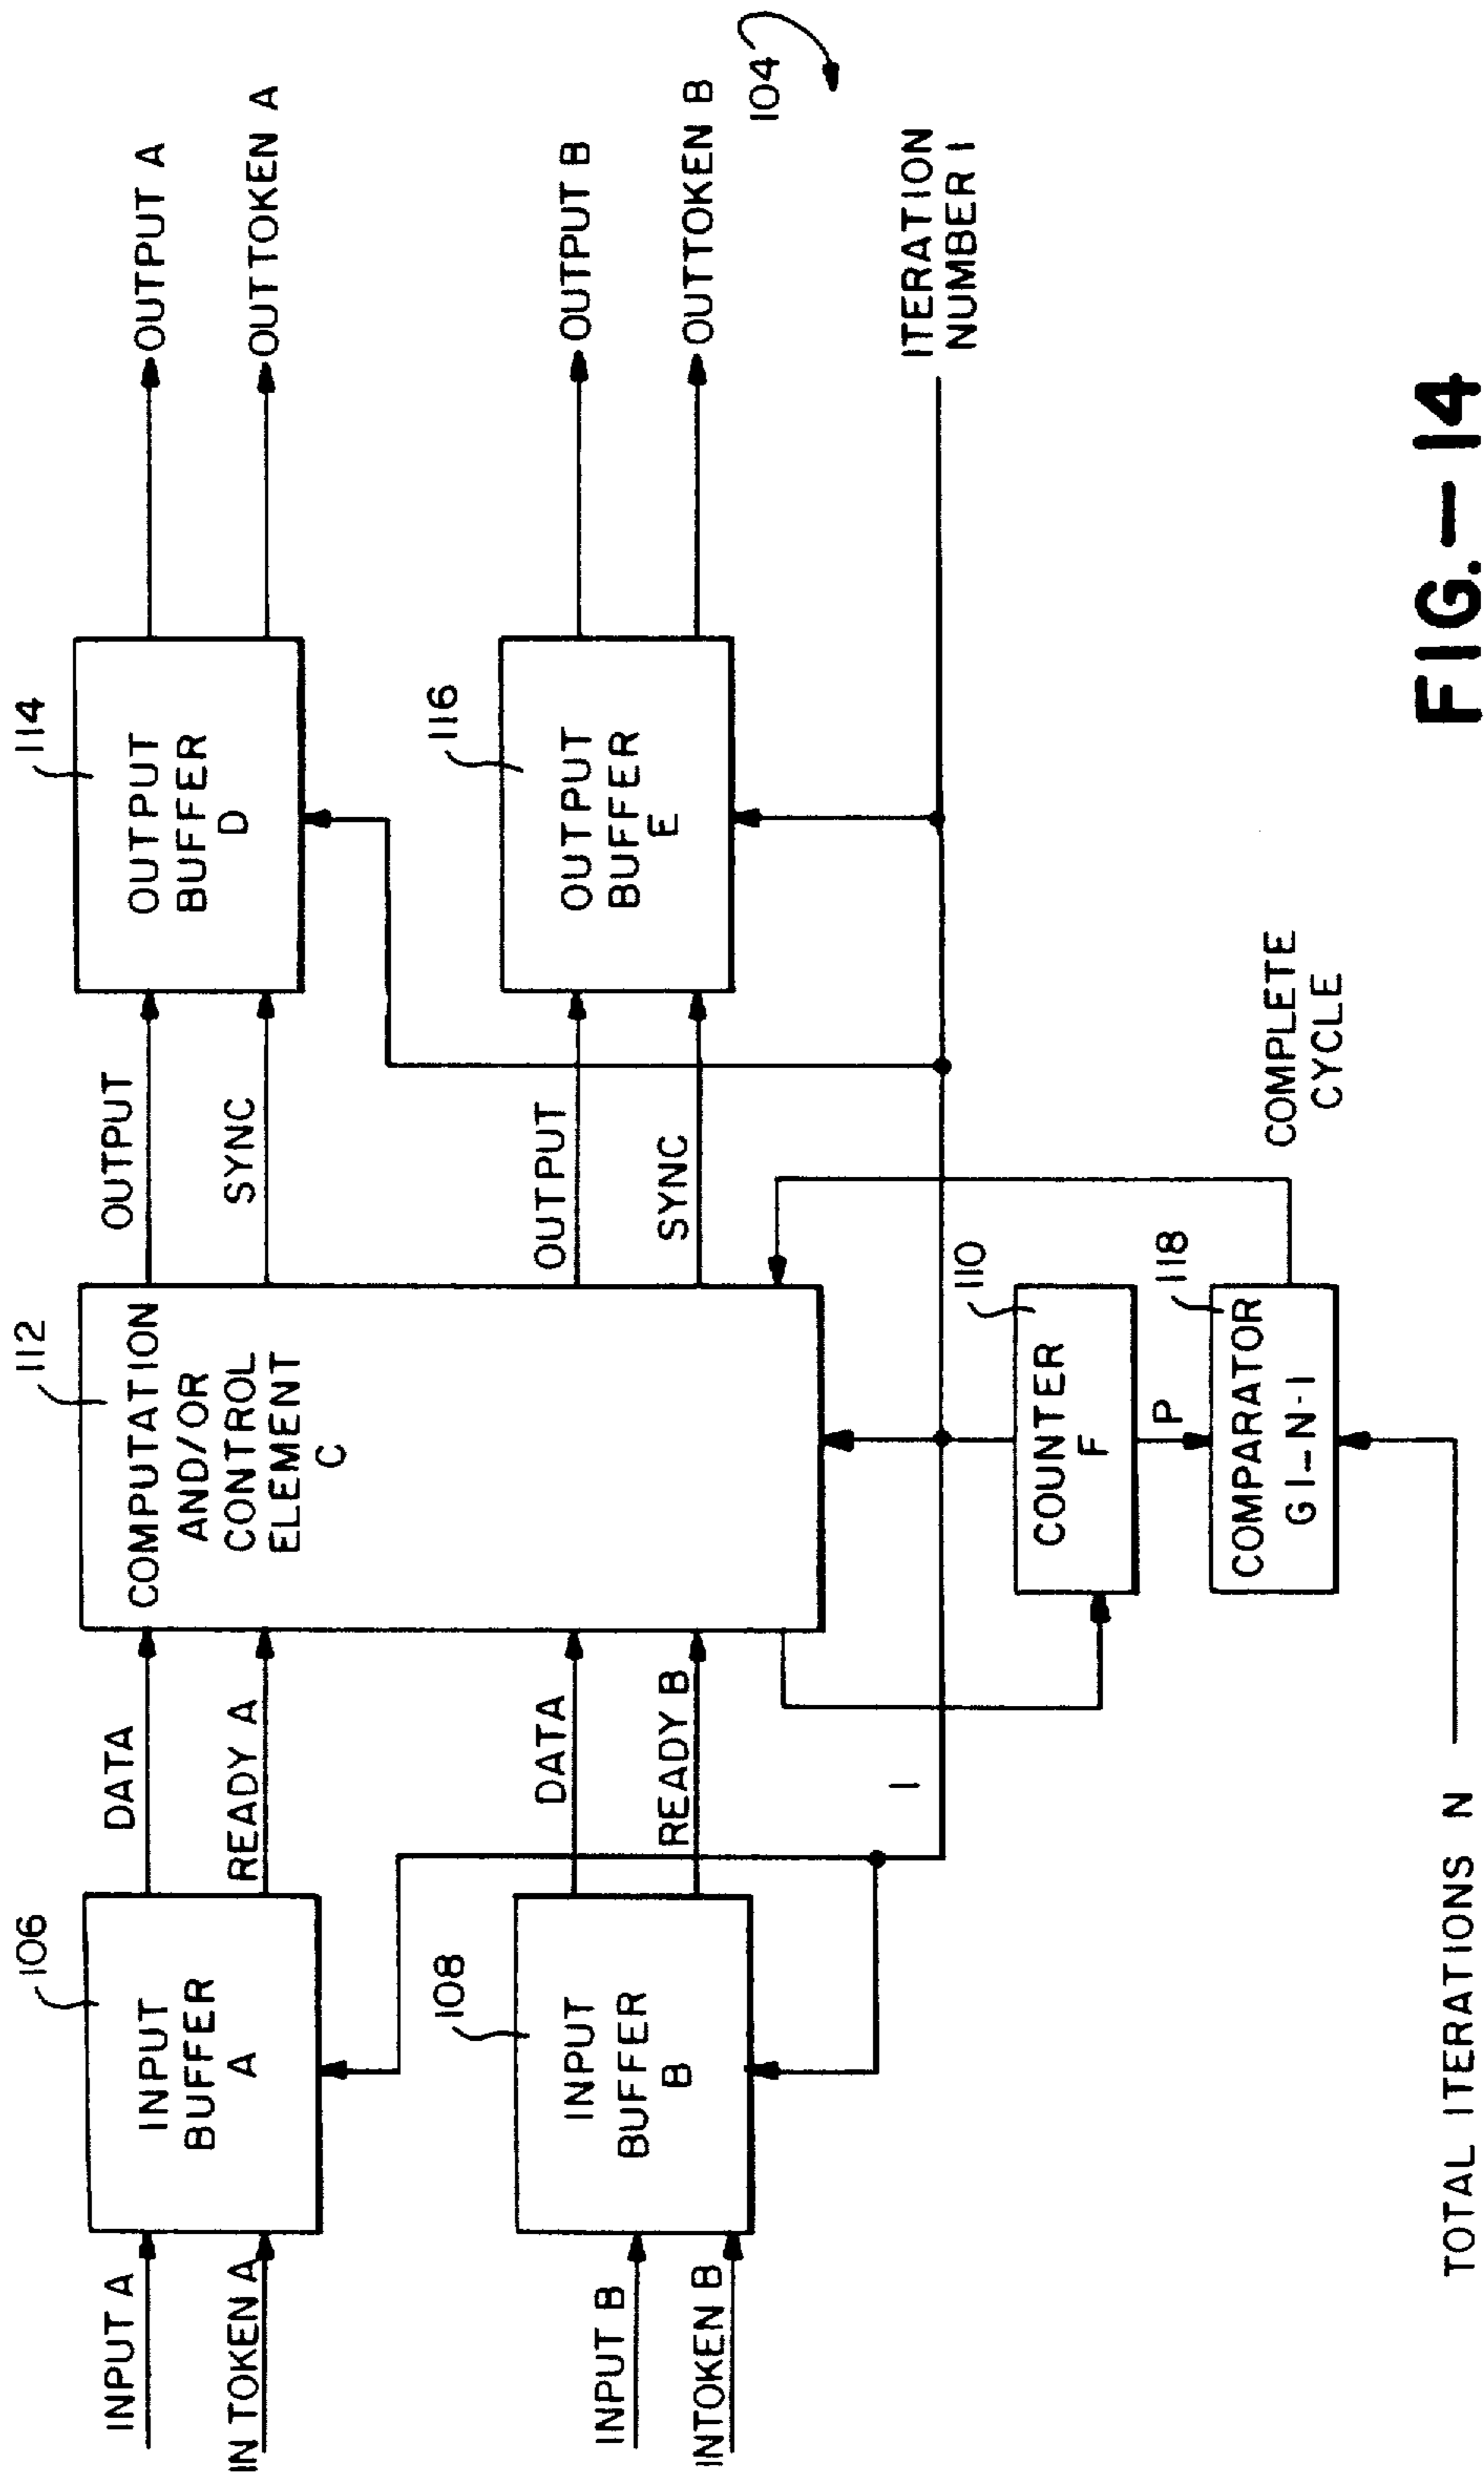 INPUT A
IN TOKEN A
106
INPUT
BUFFER
A
DATA
READY A
112
COMPUTATION
AND/OR
CONTROL
ELEMENT
C
OUTPUT
SYNC
114
OUTPUT
BUFFER
D
OUTPUT A
OUTTOKEN A
INPUT B
INTOKEN B
108
INPUT
BUFFER
B
DATA
READY B
OUTPUT
SYNC
116
OUTPUT
BUFFER
E
OUTPUT B
OUTTOKEN B
104
I
ITERATION
NUMBER I
110
COUNTER
F
P
118
COMPARATOR
G I-N-I
COMPLETE
CYCLE
TOTAL ITERATIONS N
FIG.-14